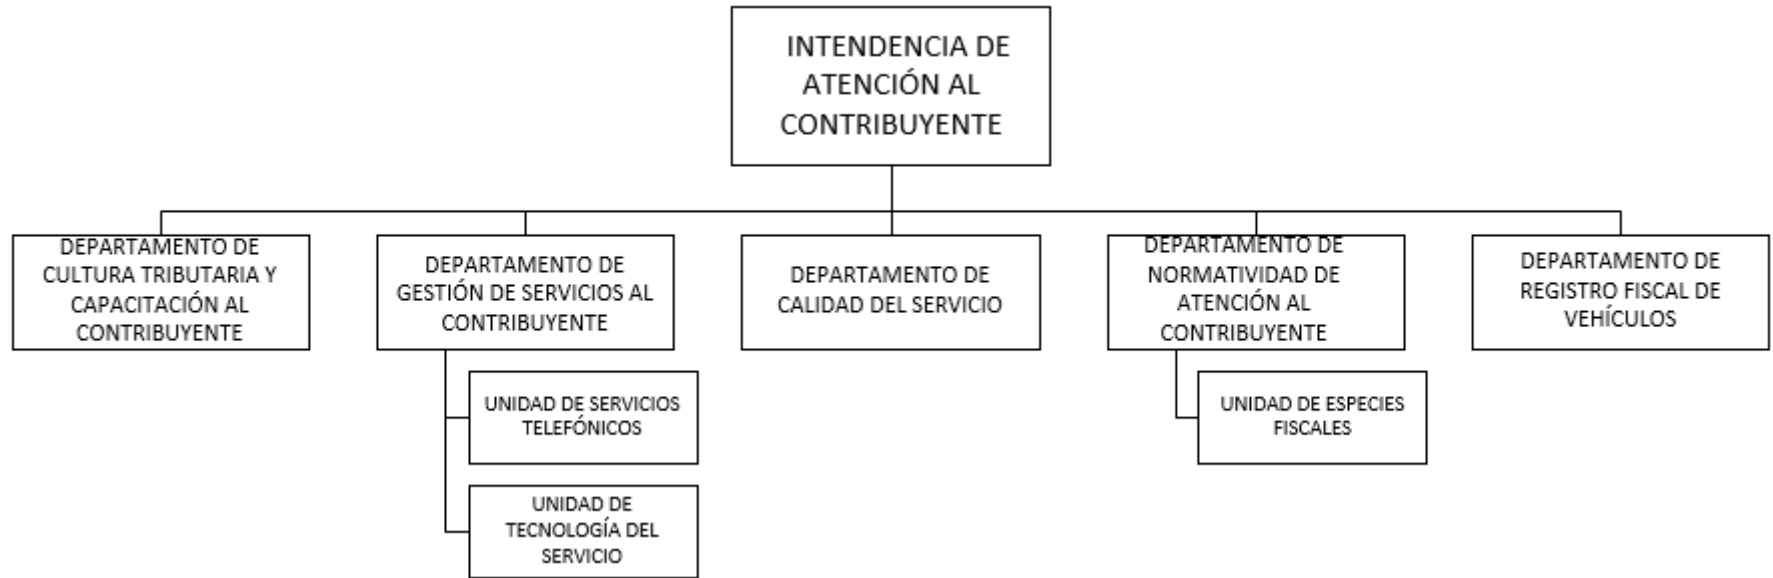 INTENDENCIA DE
ATENCIÓN AL
CONTRIBUYENTE
DEPARTAMENTO DE
CULTURA TRIBUTARIA Y
CAPACITACIÓN AL
CONTRIBUYENTE
DEPARTAMENTO DE
GESTIÓN DE SERVICIOS AL
CONTRIBUYENTE
DEPARTAMENTO DE
CALIDAD DEL SERVICIO
DEPARTAMENTO DE
NORMATIVIDAD DE
ATENCIÓN AL
CONTRIBUYENTE
DEPARTAMENTO DE
REGISTRO FISCAL DE
VEHÍCULOS
UNIDAD DE SERVICIOS
TELEFÓNICOS
UNIDAD DE
TECNOLOGÍA DEL
SERVICIO
UNIDAD DE ESPECIES
FISCALES